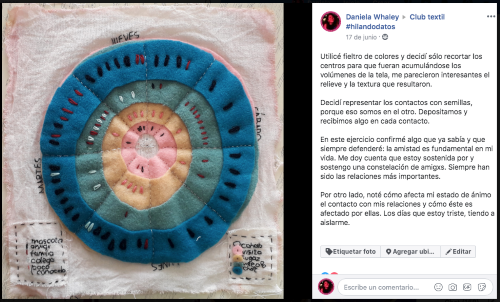 JUEVES
SÁBADO
MARTES
mascota
amiga
familia
colega
Daniela Whaley ▸ Club textil
#hilandodatos
17 de junio ·
Utilicé fieltro de colores y decidí sólo recortar los
centros para que fueran acumulándose los
volúmenes de la tela, me parecieron interesantes el
relieve y la textura que resultaron.
Decidí representar los contactos con semillas,
porque eso somos en el otro. Depositamos y
recibimos algo en cada contacto.
En este ejercicio confirmé algo que ya sabía y que
siempre defenderé: la amistad es fundamental en mi
vida. Me doy cuenta que estoy sostenida por y
sostengo una constelación de amigxs. Siempre han
sido las relaciones más importantes.
Por otro lado, noté cómo afecta mi estado de ánimo
el contacto con mis relaciones y cómo éste es
afectado por ellas. Los días que estoy triste, tiendo a
aislarme.
Etiquetar foto
Agregar ubi...
Editar
Escribe un comentario...